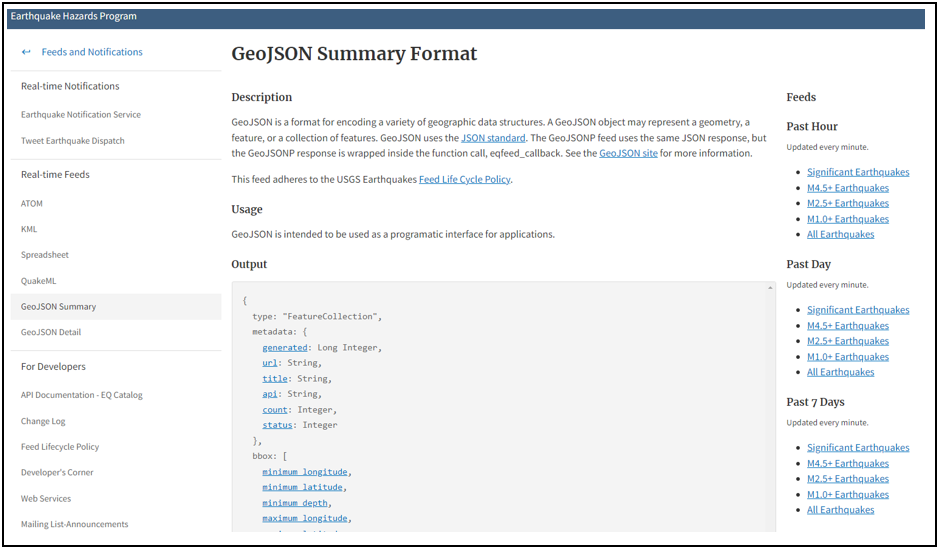 Earthquake Hazards Program
↩ Feeds and Notifications
Real-time Notifications
Earthquake Notification Service
Tweet Earthquake Dispatch
Real-time Feeds
ATOM
KML
Spreadsheet
QuakeML
GeoJSON Summary
GeoJSON Detail
For Developers
API Documentation - EQ Catalog
Change Log
Feed Lifecycle Policy
Developer's Corner
Web Services
Mailing List-Announcements
GeoJSON Summary Format
Description
GeoJSON is a format for encoding a variety of geographic data structures. A GeoJSON object may represent a geometry, a
feature, or a collection of features. GeoJSON uses the JSON standard. The GeoJSONP feed uses the same JSON response, but
the GeoJSONP response is wrapped inside the function call, eqfeed_callback. See the GeoJSON site for more information.
This feed adheres to the USGS Earthquakes Feed Life Cycle Policy.
Usage
GeoJSON is intended to be used as a programatic interface for applications.
Output
{
type: "FeatureCollection",
metadata: {
generated: Long Integer,
url: String,
title: String,
api: String,
count: Integer,
status: Integer
},
bbox: [
minimum longitude,
minimum latitude,
minimum depth,
maximum longitude,
Feeds
Past Hour
Updated every minute.
• Significant Earthquakes
• M4.5+ Earthquakes
• M2.5+ Earthquakes
• M1.0+ Earthquakes
• All Earthquakes
Past Day
Updated every minute.
• Significant Earthquakes
• M4.5+ Earthquakes
• M2.5+ Earthquakes
• M1.0+ Earthquakes
• All Earthquakes
Past 7 Days
Updated every minute.
• Significant Earthquakes
• M4.5+ Earthquakes
• M2.5+ Earthquakes
• M1.0+ Earthquakes
• All Earthquakes